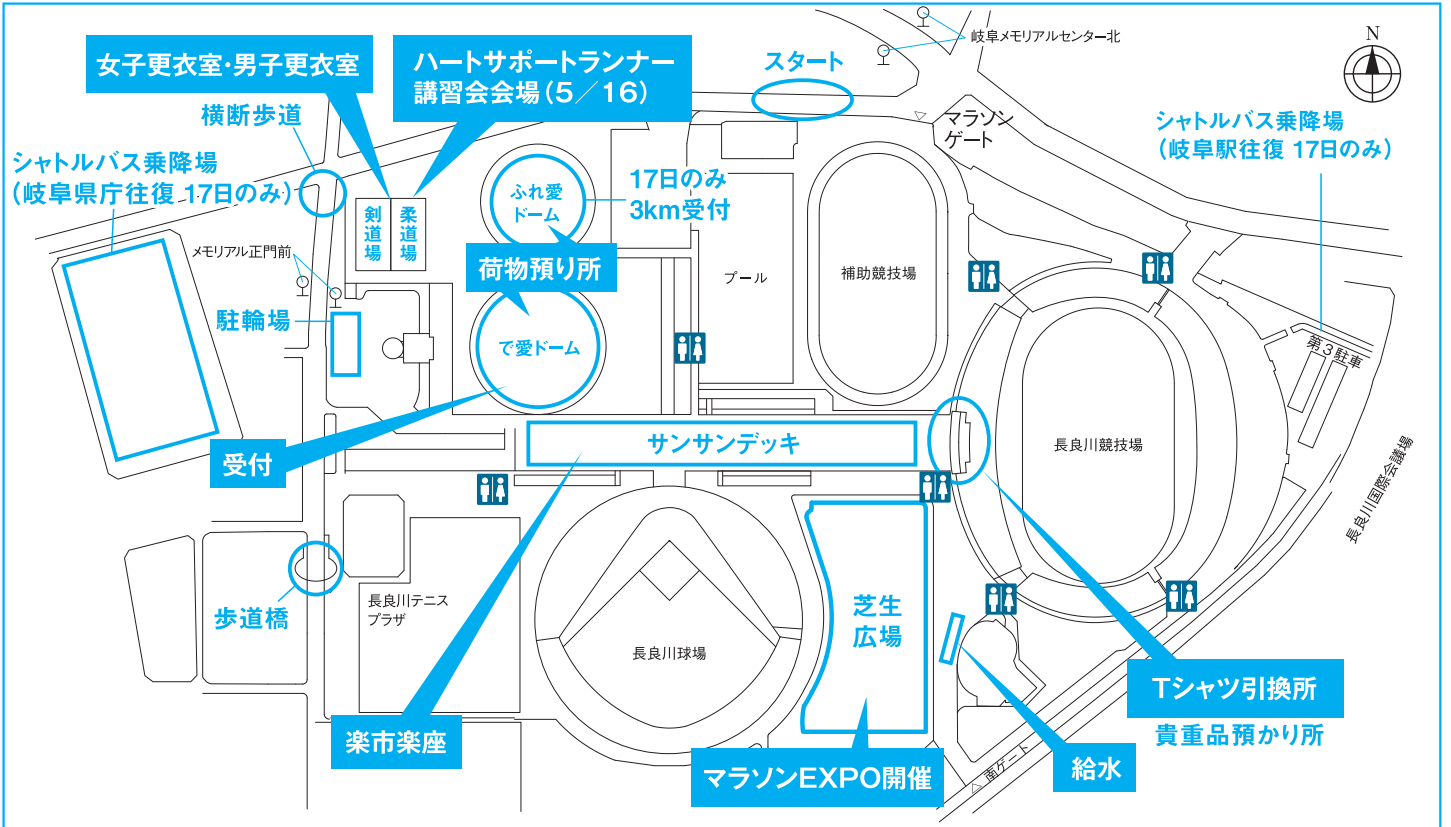 岐阜メモリアルセンター北
N
女子更衣室・男子更衣室
ハートサポートランナー
講習会会場（5／16）
スタート
横断歩道
マラソン
ゲート
シャトルバス乗降場
（岐阜駅往復 17日のみ）
シャトルバス乗降場
（岐阜県庁往復 17日のみ）
剣道場
柔道場
ふれ愛
ドーム
17日のみ
3km受付
メモリアル正門前
荷物預り所
プール
補助競技場
駐輪場
で愛ドーム
第3駐車
受付
サンサンデッキ
長良川競技場
長良川国際会議場
長良川テニス
プラザ
歩道橋
芝生
広場
長良川球場
Tシャツ引換所
貴重品預かり所
楽市楽座
マラソンEXPO開催
給水
南ゲート